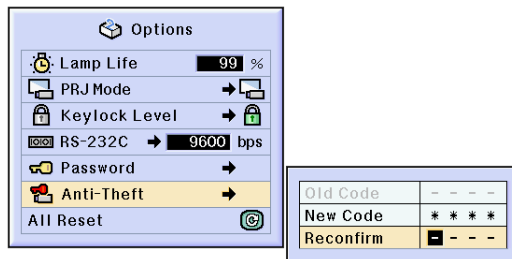 Options
Lamp Life 99 %
PRJ Mode
Keylock Level
RS-232C 9600 bps
Password
Anti-Theft
All Reset
Old Code - - - -
New Code * * * *
Reconfirm - - - -